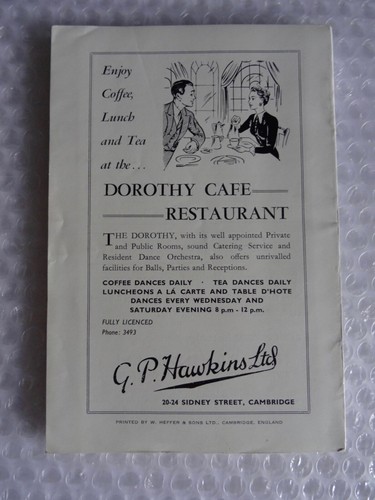 Enjoy
Coffee,
Lunch
and Tea
at the...
DOROTHY CAFE
RESTAURANT
THE DOROTHY, with its well appointed Private
and Public Rooms, sound Catering Service and
Resident Dance Orchestra, also offers unrivalled
facilities for Balls, Parties and Receptions.
COFFEE DANCES DAILY · TEA DANCES DAILY
LUNCHEONS A LÁ CARTE AND TABLE D'HOTE
DANCES EVERY WEDNESDAY AND
SATURDAY EVENING 8 p.m - 12 p.m.
FULLY LICENCED
Phone: 3493
G. P. Hawkins Ltd
20-24 SIDNEY STREET, CAMBRIDGE
PRINTED BY W. HEFFER & SONS LTD., CAMBRIDGE, ENGLAND